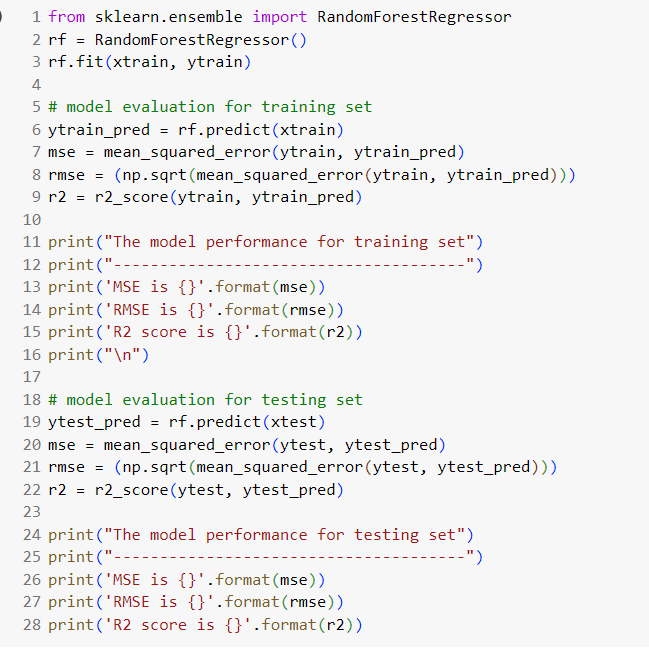 1 from sklearn.ensemble import RandomForestRegressor
2 rf = RandomForestRegressor()
3 rf.fit(xtrain, ytrain)
4
5 # model evaluation for training set
6 ytrain_pred = rf.predict(xtrain)
7 mse = mean_squared_error(ytrain, ytrain_pred)
8 rmse = (np.sqrt(mean_squared_error(ytrain, ytrain_pred)))
9 r2 = r2_score(ytrain, ytrain_pred)
10
11 print("The model performance for training set")
12 print("--------------------------------------")
13 print('MSE is {}'.format(mse))
14 print('RMSE is {}'.format(rmse))
15 print('R2 score is {}'.format(r2))
16 print("\n")
17
18 # model evaluation for testing set
19 ytest_pred = rf.predict(xtest)
20 mse = mean_squared_error(ytest, ytest_pred)
21 rmse = (np.sqrt(mean_squared_error(ytest, ytest_pred)))
22 r2 = r2_score(ytest, ytest_pred)
23
24 print("The model performance for testing set")
25 print("--------------------------------------")
26 print('MSE is {}'.format(mse))
27 print('RMSE is {}'.format(rmse))
28 print('R2 score is {}'.format(r2))